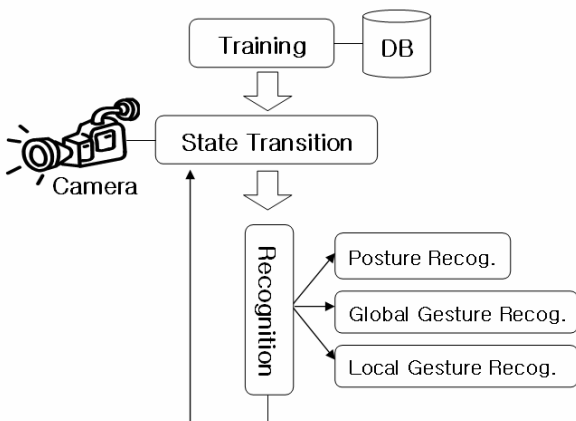 Training
DB
State Transition
Camera
Recognition
Posture Recog.
Global Gesture Recog.
Local Gesture Recog.